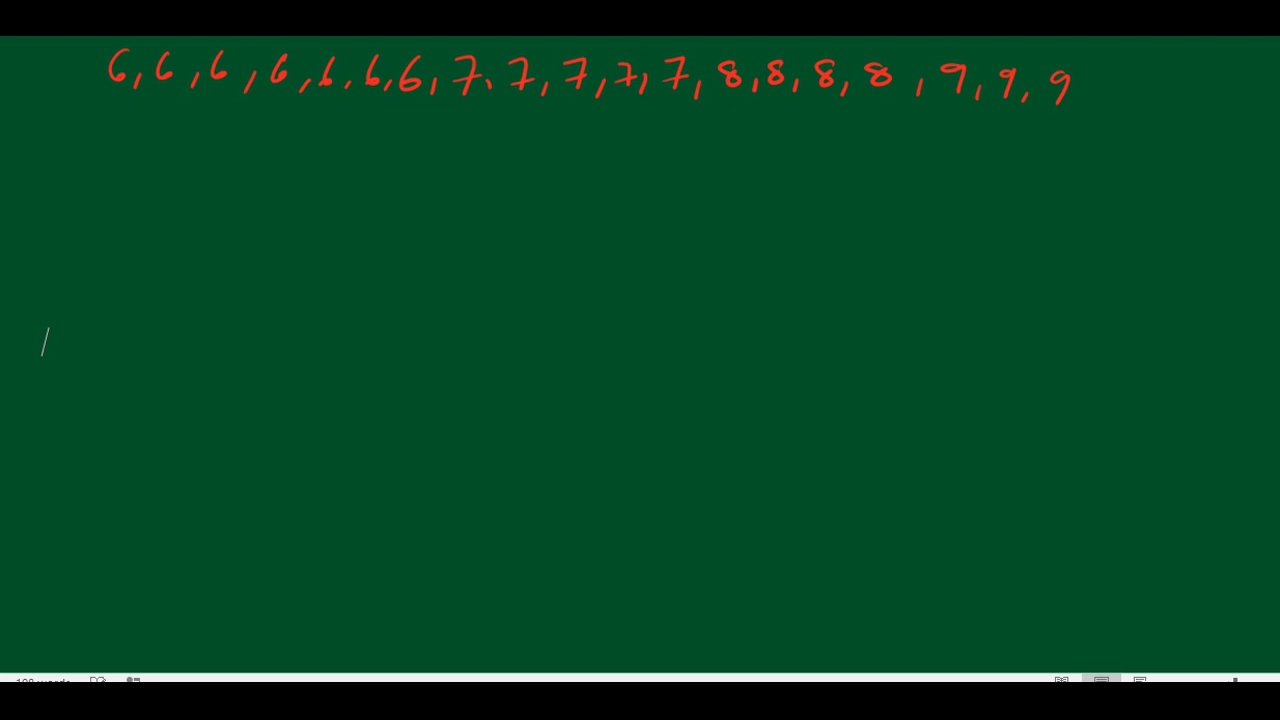 6, 6, 6, 6, 6, 6, 6, 7, 7, 7, 7, 7, 8, 8, 8, 8, 9, 9, 9